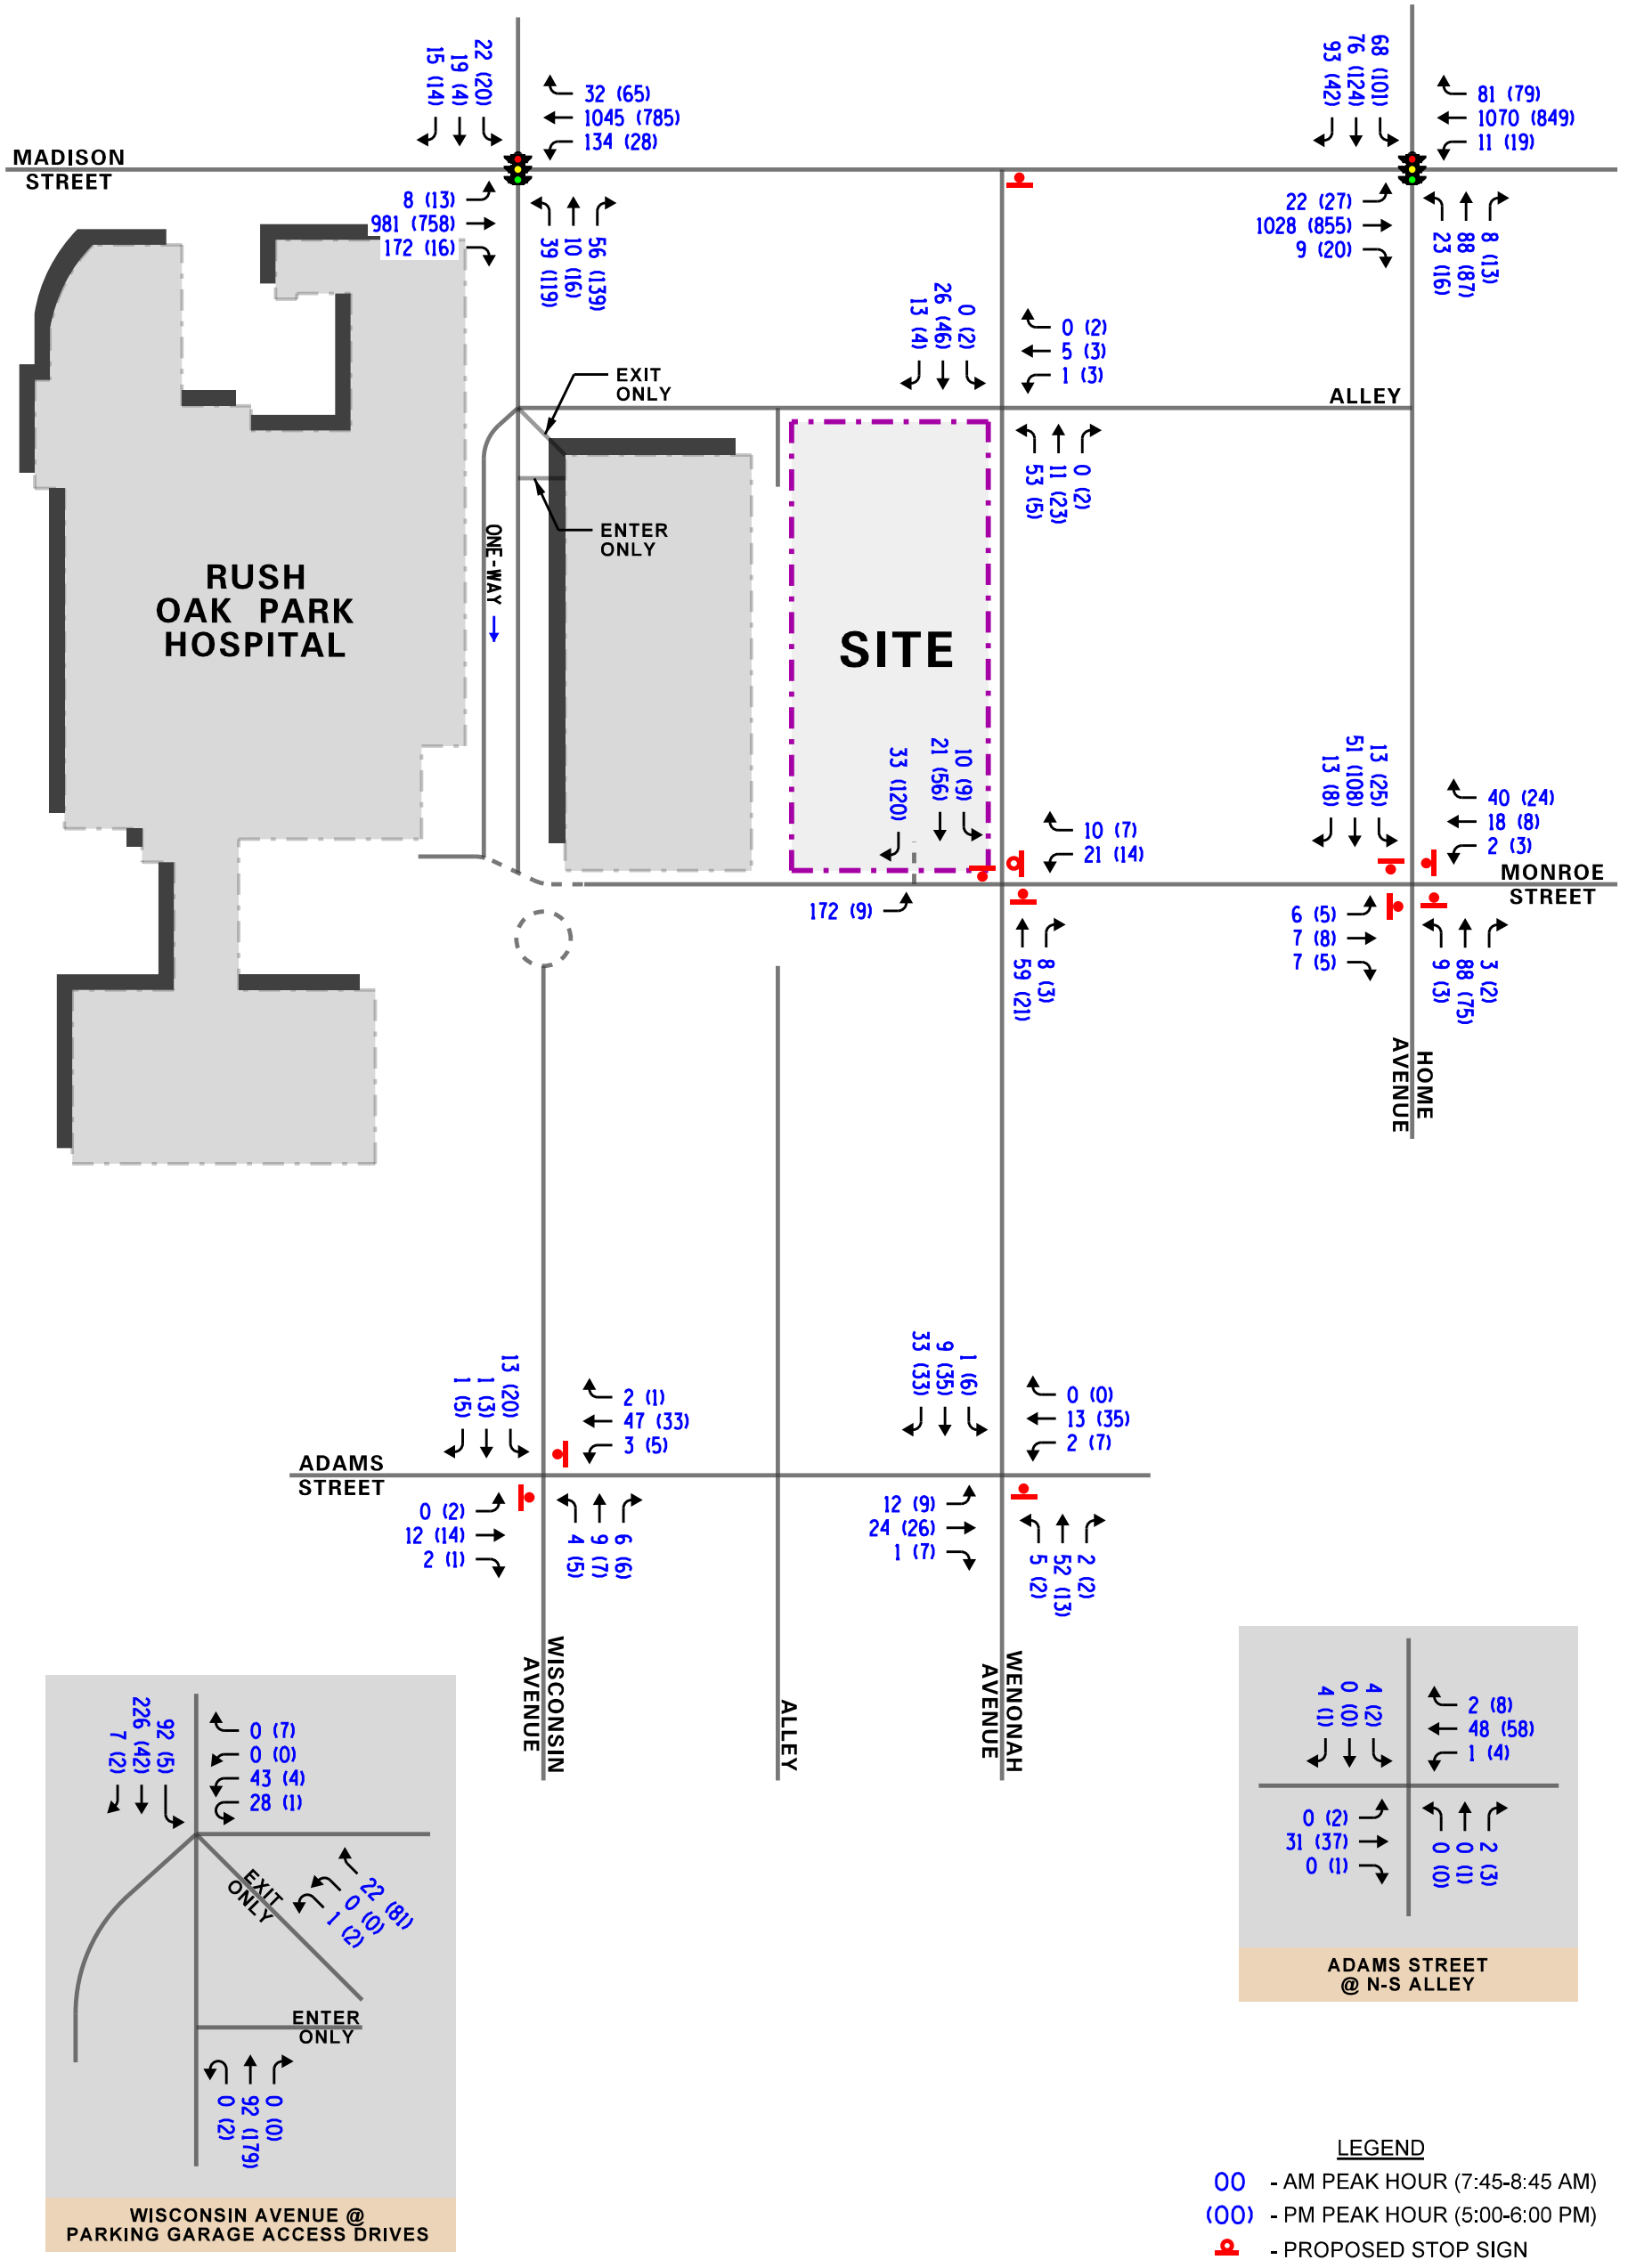 22 (20)
19 (4)
15 (14)
32 (65)
1045 (785)
134 (28)
68 (101)
76 (124)
93 (42)
81 (79)
1070 (849)
11 (19)
MADISON
STREET
8 (13)
981 (758)
172 (16)
56 (139)
10 (16)
39 (119)
22 (27)
1028 (855)
9 (20)
8 (13)
88 (87)
23 (16)
0 (2)
26 (46)
13 (4)
0 (2)
5 (3)
1 (3)
EXIT
ONLY
ALLEY
0 (2)
11 (23)
53 (5)
ONE-WAY
ENTER
ONLY
RUSH
OAK PARK
HOSPITAL
SITE
33 (120)
10 (9)
21 (56)
10 (7)
21 (14)
13 (25)
51 (108)
13 (8)
40 (24)
18 (8)
2 (3)
MONROE
STREET
172 (9)
8 (3)
59 (21)
6 (5)
7 (8)
7 (5)
3 (2)
88 (75)
9 (3)
HOME
AVENUE
13 (20)
1 (3)
1 (5)
2 (1)
47 (33)
3 (5)
1 (6)
9 (35)
33 (33)
0 (0)
13 (35)
2 (7)
ADAMS
STREET
0 (2)
12 (14)
2 (1)
6 (6)
9 (7)
4 (5)
12 (9)
24 (26)
1 (7)
2 (2)
52 (13)
5 (2)
WISCONSIN
AVENUE
ALLEY
WENONAH
AVENUE
92 (5)
226 (42)
7 (2)
0 (7)
0 (0)
43 (4)
28 (1)
EXIT
ONLY
22 (81)
0 (0)
1 (2)
ENTER
ONLY
0 (0)
92 (179)
0 (2)
WISCONSIN AVENUE @
PARKING GARAGE ACCESS DRIVES
4 (2)
0 (0)
4 (1)
2 (8)
48 (58)
1 (4)
0 (2)
31 (37)
0 (1)
2 (3)
0 (1)
0 (0)
ADAMS STREET
@ N-S ALLEY
LEGEND
00 - AM PEAK HOUR (7:45-8:45 AM)
(00) - PM PEAK HOUR (5:00-6:00 PM)
- PROPOSED STOP SIGN